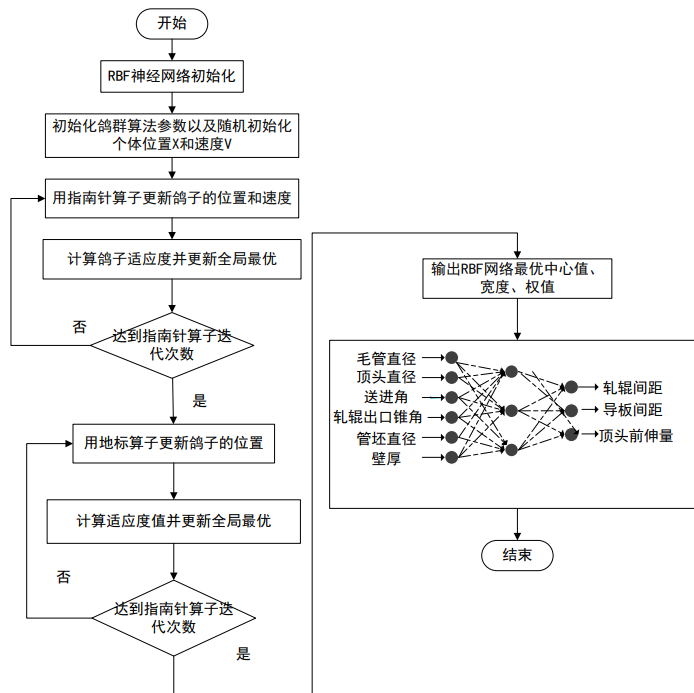 开始
RBF神经网络初始化
初始化鸽群算法参数以及随机初始化
个体位置X和速度V
用指南针算子更新鸽子的位置和速度
计算鸽子适应度并更新全局最优
否
达到指南针算子迭
代次数
是
用地标算子更新鸽子的位置
计算适应度值并更新全局最优
否
达到指南针算子迭
代次数
是
输出RBF网络最优中心值、
宽度、权值
毛管直径
顶头直径
送进角
轧辊出口锥角
管坯直径
壁厚
轧辊间距
导板间距
顶头前伸量
结束